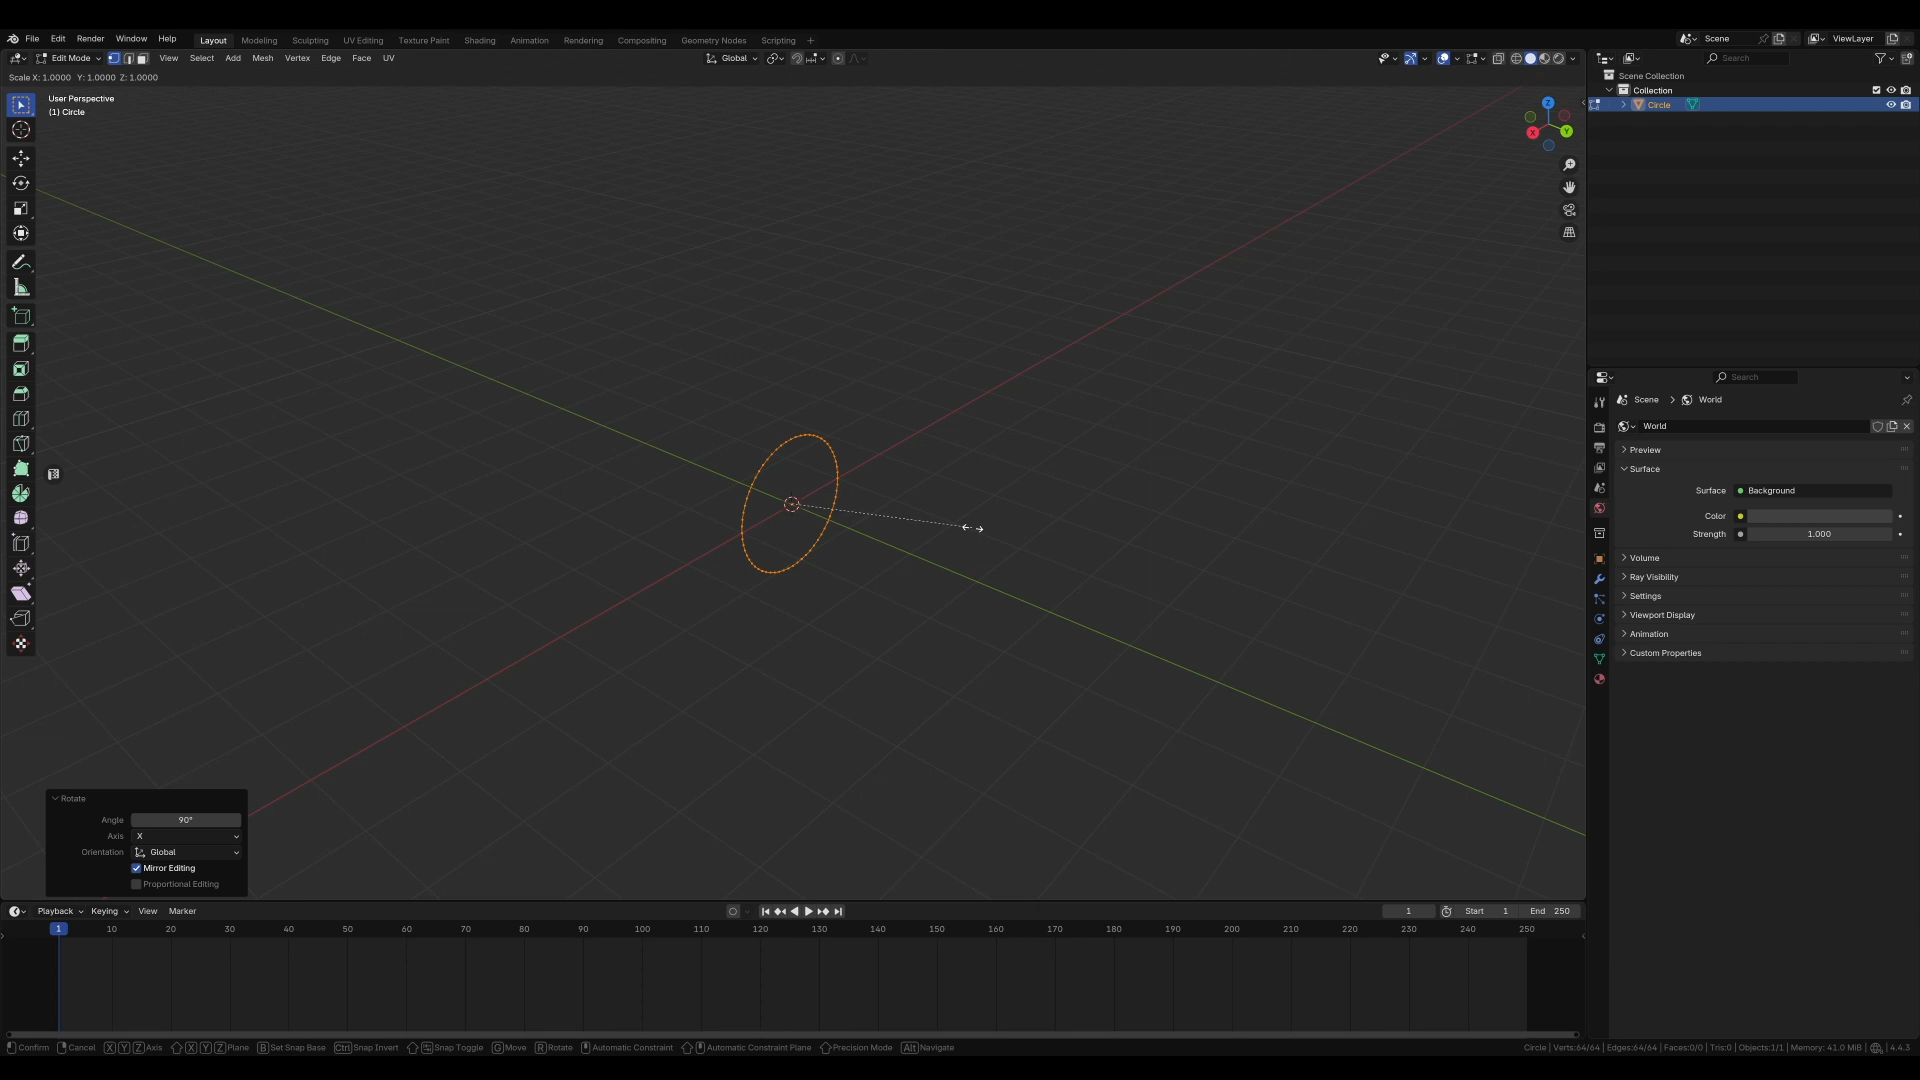 File Edit Render Window Help Layout Modeling Sculpting UV Editing Texture Paint Shading Animation Rendering Compositing Geometry Nodes Scripting + Scene ViewLayer
Edit Mode View Select Add Mesh Vertex Edge Face UV Global Search
Scale X: 1.0000 Y: 1.0000 Z: 1.0000
Scene Collection
Collection
Circle
User Perspective
(1) Circle
Z
X
Y
Search
Scene > World
World
Preview
Surface
Surface Background
Color
Strength 1.000
Volume
Ray Visibility
Settings
Viewport Display
Animation
Custom Properties
Rotate
Angle 90°
Axis X
Orientation Global
Mirror Editing
Proportional Editing
Playback Keying View Marker 1 Start 1 End 250
1 10 20 30 40 50 60 70 80 90 100 110 120 130 140 150 160 170 180 190 200 210 220 230 240 250
Confirm Cancel X Y Z Axis X Y Z Plane B Set Snap Base Ctrl Snap Invert Snap Toggle G Move R Rotate Automatic Constraint Automatic Constraint Plane Precision Mode Alt Navigate Circle | Verts:64/64 | Edges:64/64 | Faces:0/0 | Tris:0 | Objects:1/1 | Memory: 41.0 MiB | 4.4.3